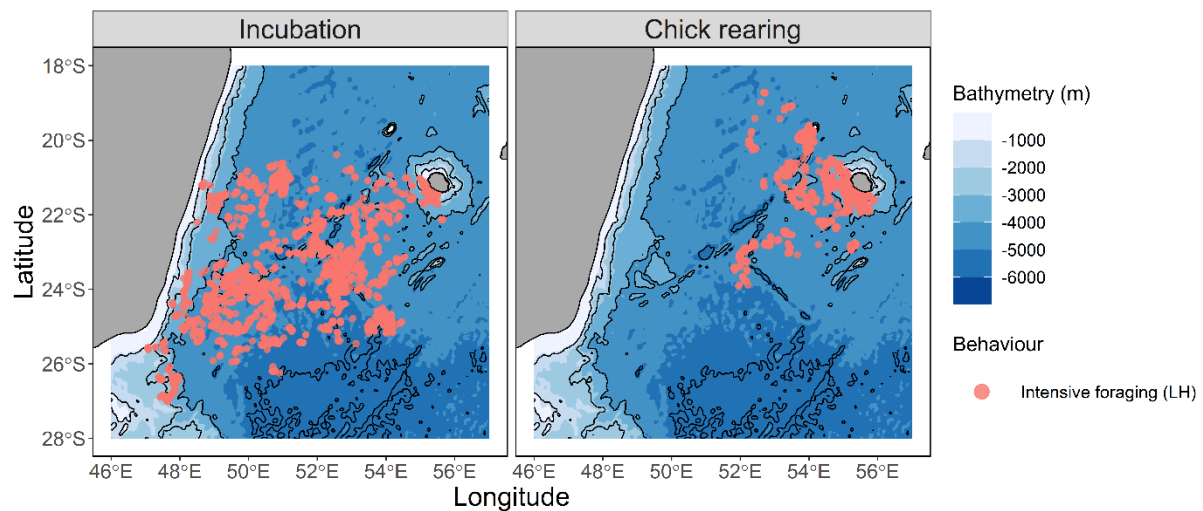 Incubation
Chick rearing
18°S
20°S
22°S
24°S
26°S
28°S
Latitude
46°E 48°E 50°E 52°E 54°E 56°E
46°E 48°E 50°E 52°E 54°E 56°E
Longitude
Bathymetry (m)
-1000
-2000
-3000
-4000
-5000
-6000
Behaviour
Intensive foraging (LH)